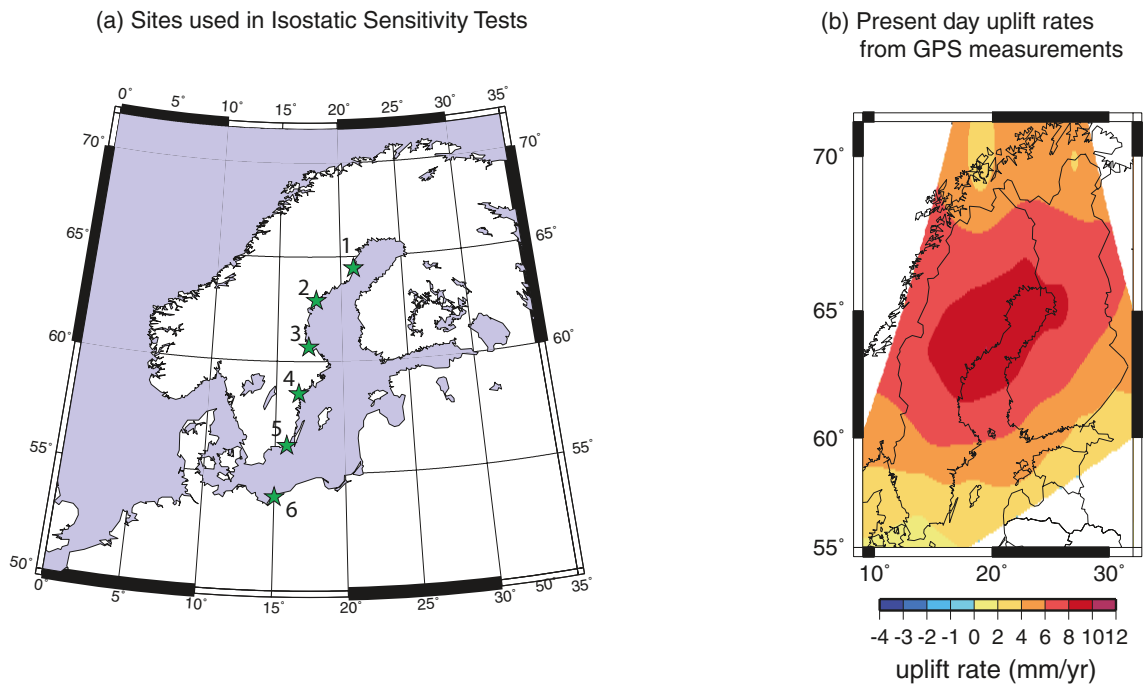 (a) Sites used in Isostatic Sensitivity Tests
(b) Present day uplift rates
from GPS measurements
0° 5° 10° 15° 20° 25° 30° 35°
70° 70°
65° 65°
60° 60°
55° 55°
50° 50°
0° 5° 10° 15° 20° 30° 35°
1
2
3
4
5
6
70°
65°
60°
55°
10° 20° 30°
-4 -3 -2 -1 0 2 4 6 8 10 12
uplift rate (mm/yr)